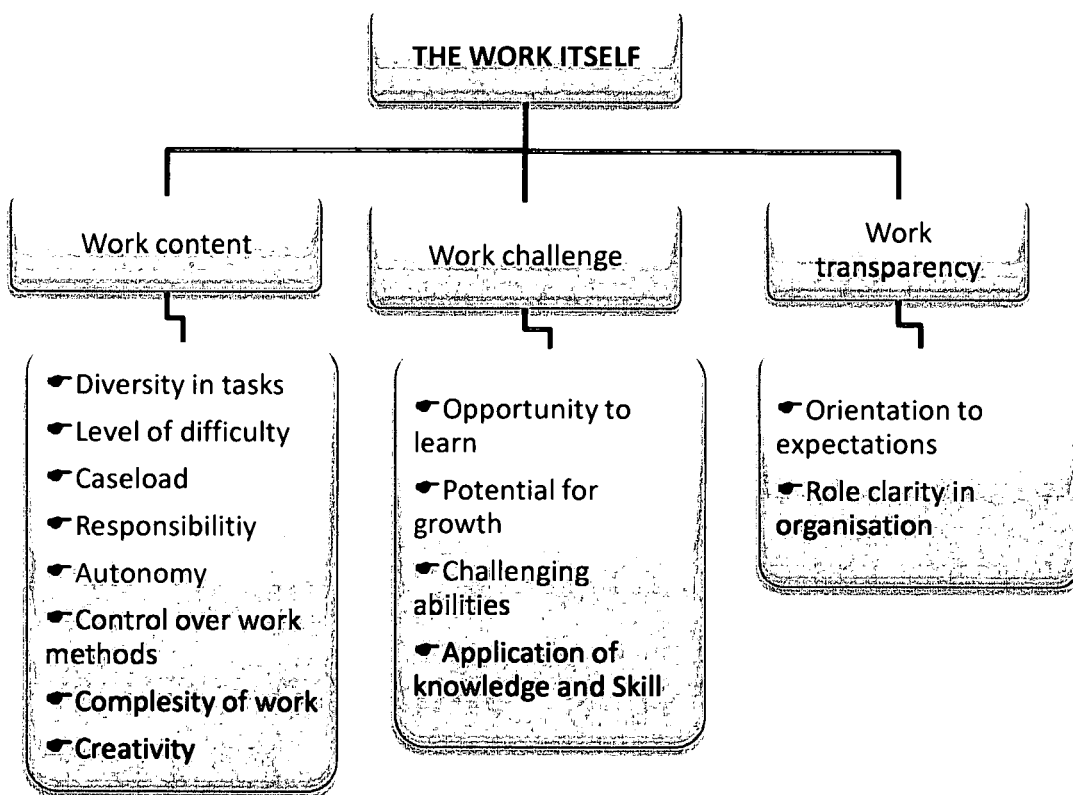 THE WORK ITSELF
Work content
Work challenge
Work
transparency
☛Diversity in tasks
☛Level of difficulty
☛Caseload
☛Responsibilitiy
☛Autonomy
☛Control over work
methods
☛Complesity of work
☛Creativity
☛Opportunity to
learn
☛Potential for
growth
☛Challenging
abilities
☛Application of
knowledge and Skill
☛Orientation to
expectations
☛Role clarity in
organisation